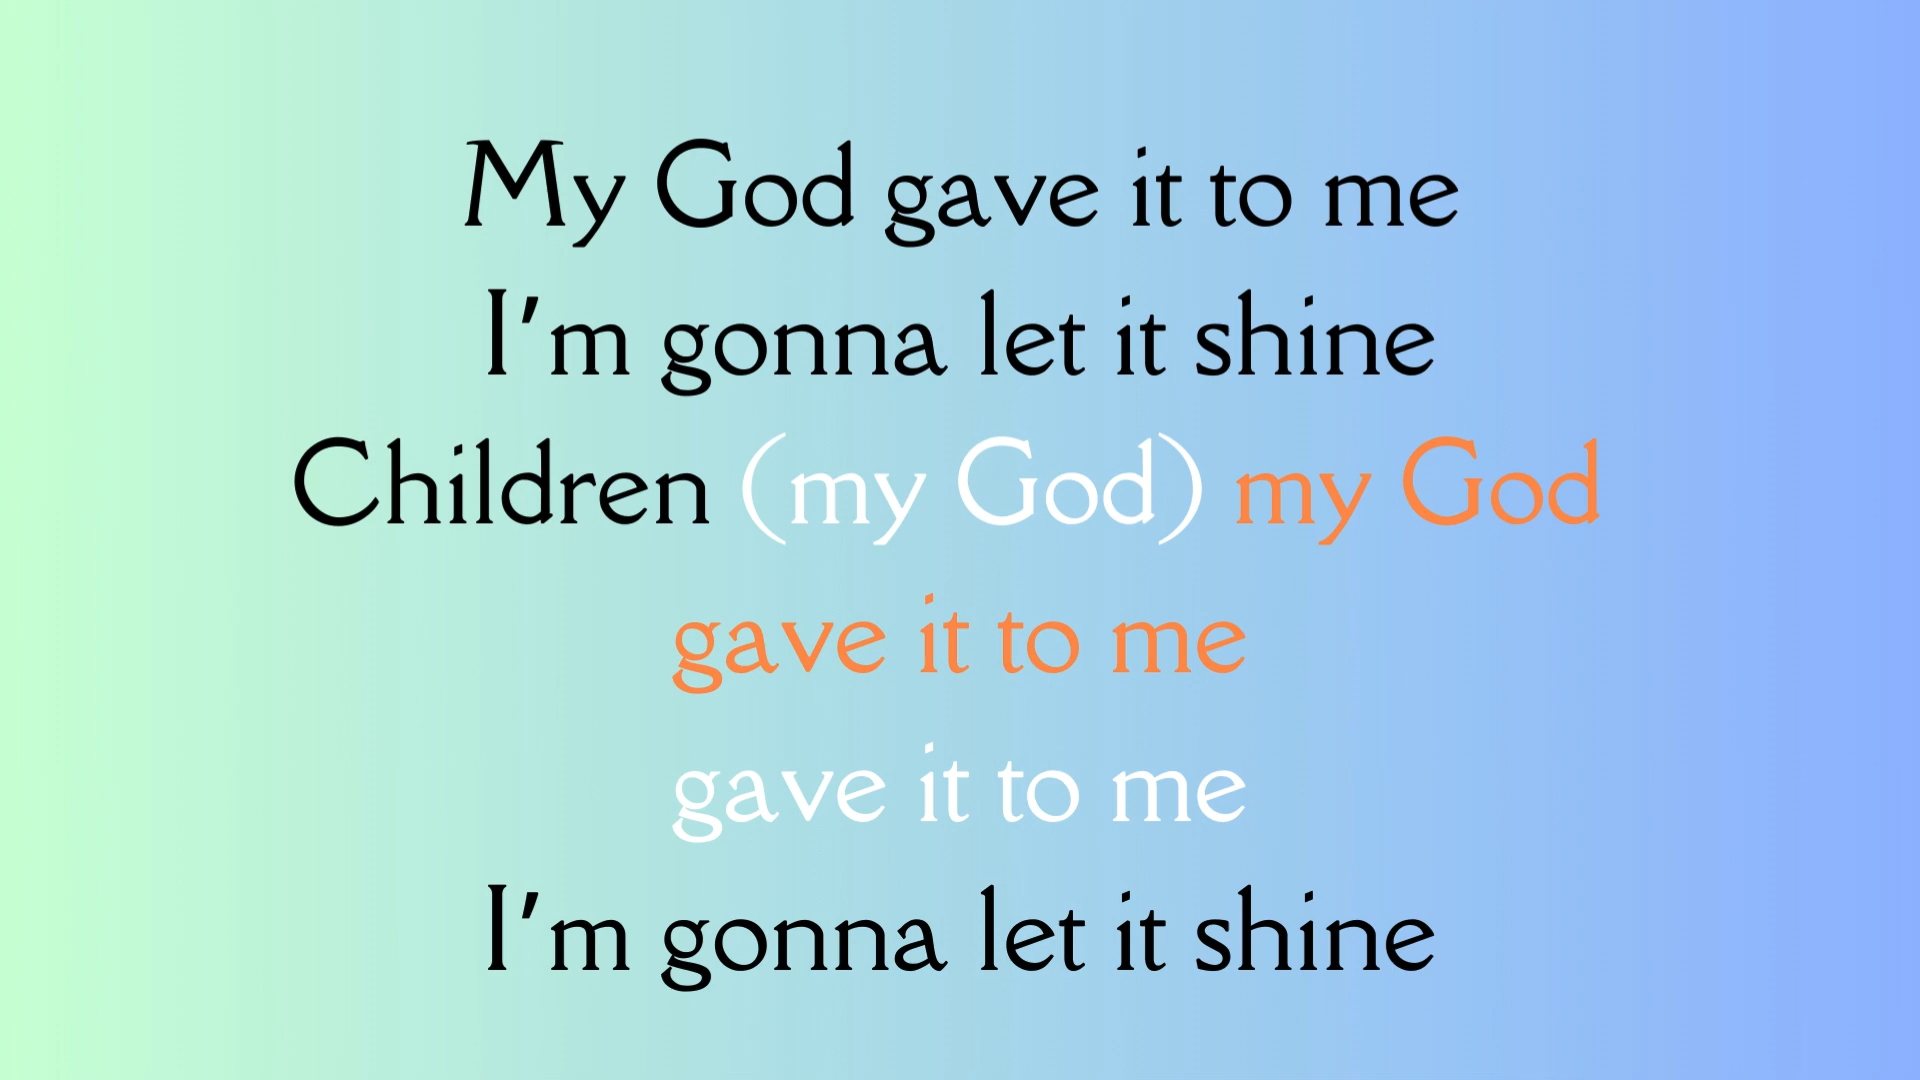 My God gave it to me
I'm gonna let it shine
Children (my God) my God
gave it to me
gave it to me
I'm gonna let it shine